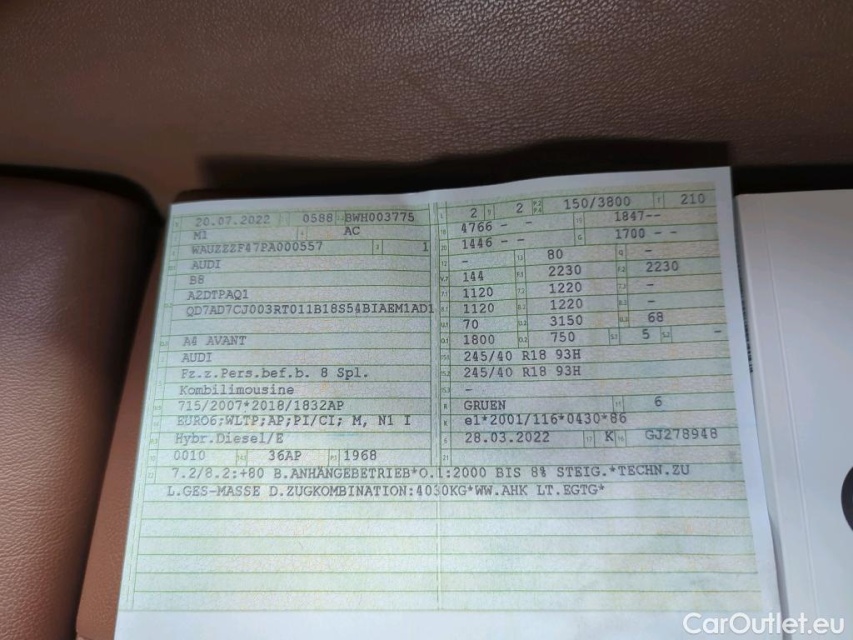 20.07.2022 0588 BWH003775
M1 AC
WAUZZZF47PA000557 1
AUDI
B8
A2DTPAQ1
QD7AD7CJ003RT011B18S54BIAEM1AD1
A4 AVANT
AUDI
Fz.z.Pers.bef.b. 8 Spl.
Kombilimousine
715/2007*2018/1832AP
EURO6;WLTP;AP;PI/CI; M, N1 I
Hybr.Diesel/E
0010 36AP 1968
2 2 150/3800 210
4766 - - 1847--
1446 - - 1700 -- 
- 80 -
144 2230 2230
1120 1220 -
1120 1220 -
70 3150 68
1800 750 5 -
245/40 R18 93H
245/40 R18 93H
-
GRUEN 6
e1*2001/116*0430*86
28.03.2022 K GJ278948
7.2/8.2:+80 B.ANHÄNGEBETRIEB*O.1:2000 BIS 8% STEIG.*TECHN.ZU
L.GES-MASSE D.ZUGKOMBINATION:4030KG*WW.AHK LT.EGTG*
CarOutlet.eu